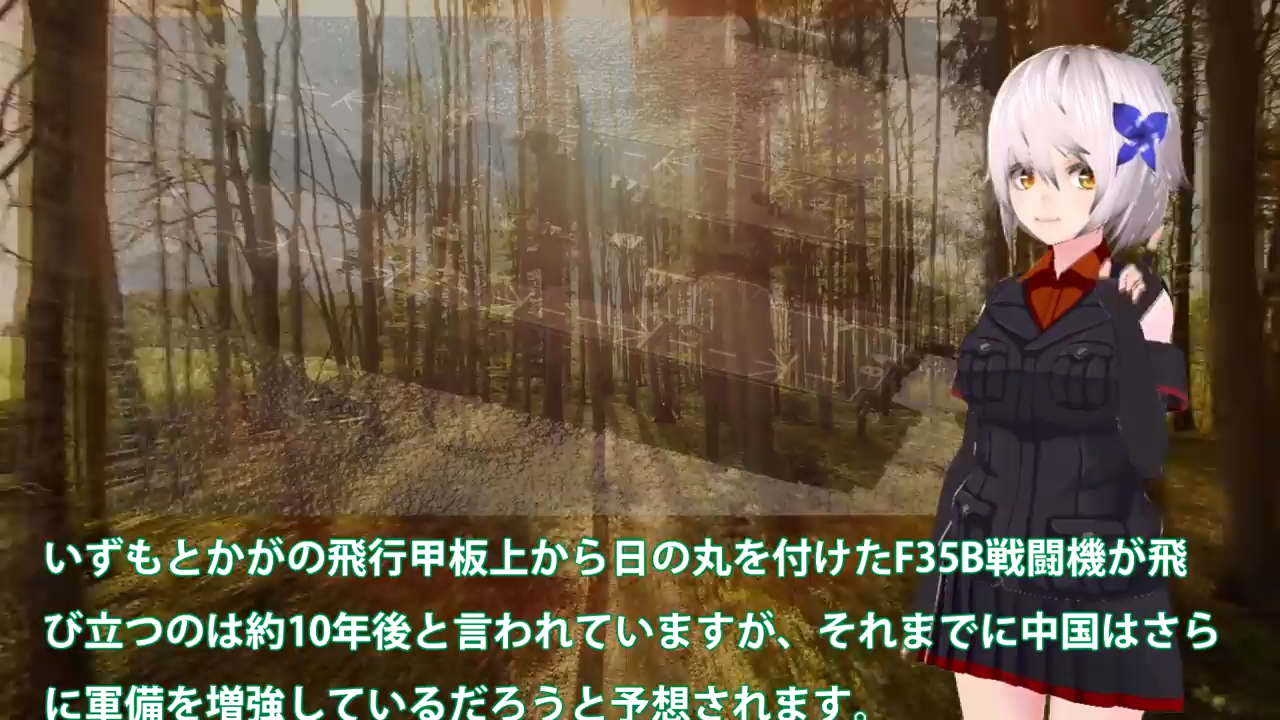 いずもとかがの飛行甲板上から日の丸を付けたF35B戦闘機が飛
び立つのは約10年後と言われていますが、それまでに中国はさら
に軍備を増強しているだろうと予想されます。